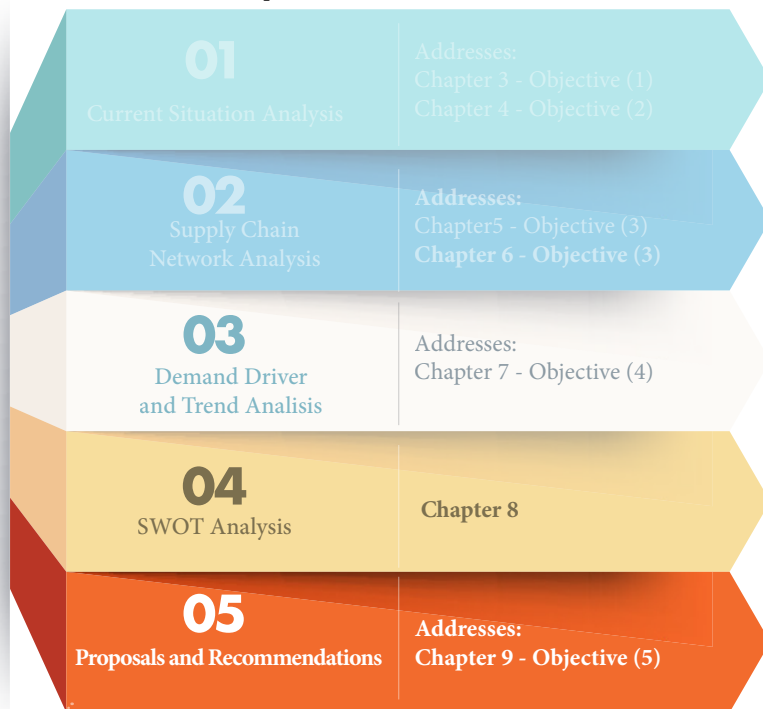 01
Current Situation Analysis
Addresses:
Chapter 3 - Objective (1)
Chapter 4 - Objective (2)
02
Supply Chain
Network Analysis
Addresses:
Chapter5 - Objective (3)
Chapter 6 - Objective (3)
03
Demand Driver
and Trend Analisis
Addresses:
Chapter 7 - Objective (4)
04
SWOT Analysis
Chapter 8
05
Proposals and Recommendations
Addresses:
Chapter 9 - Objective (5)